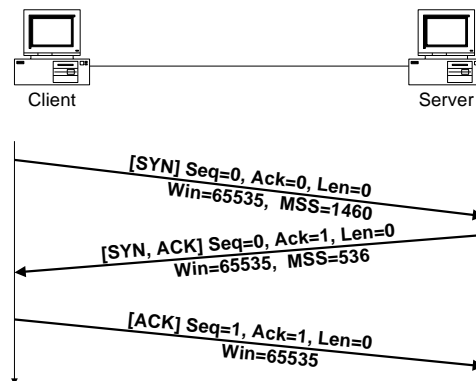 Client
Server
[SYN] Seq=0, Ack=0, Len=0
Win=65535, MSS=1460
[SYN, ACK] Seq=0, Ack=1, Len=0
Win=65535, MSS=536
[ACK] Seq=1, Ack=1, Len=0
Win=65535